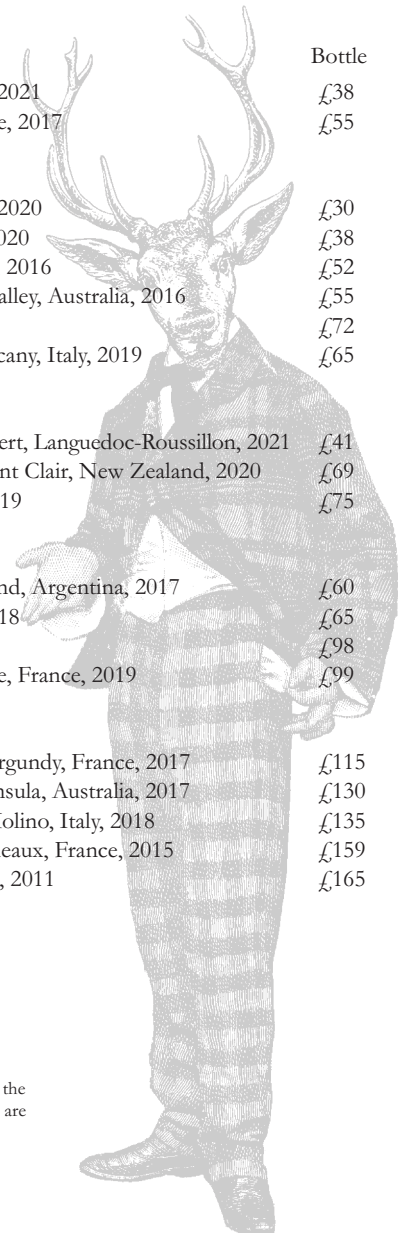 Bottle
2021 £38
e, 2017 £55
2020 £30
020 £38
, 2016 £52
alley, Australia, 2016 £55
£72
cany, Italy, 2019 £65
ert, Languedoc-Roussillon, 2021 £41
nt Clair, New Zealand, 2020 £69
19 £75
nd, Argentina, 2017 £60
18 £65
£98
e, France, 2019 £99
rgundy, France, 2017 £115
nsula, Australia, 2017 £130
Molino, Italy, 2018 £135
eaux, France, 2015 £159
, 2011 £165
the
are